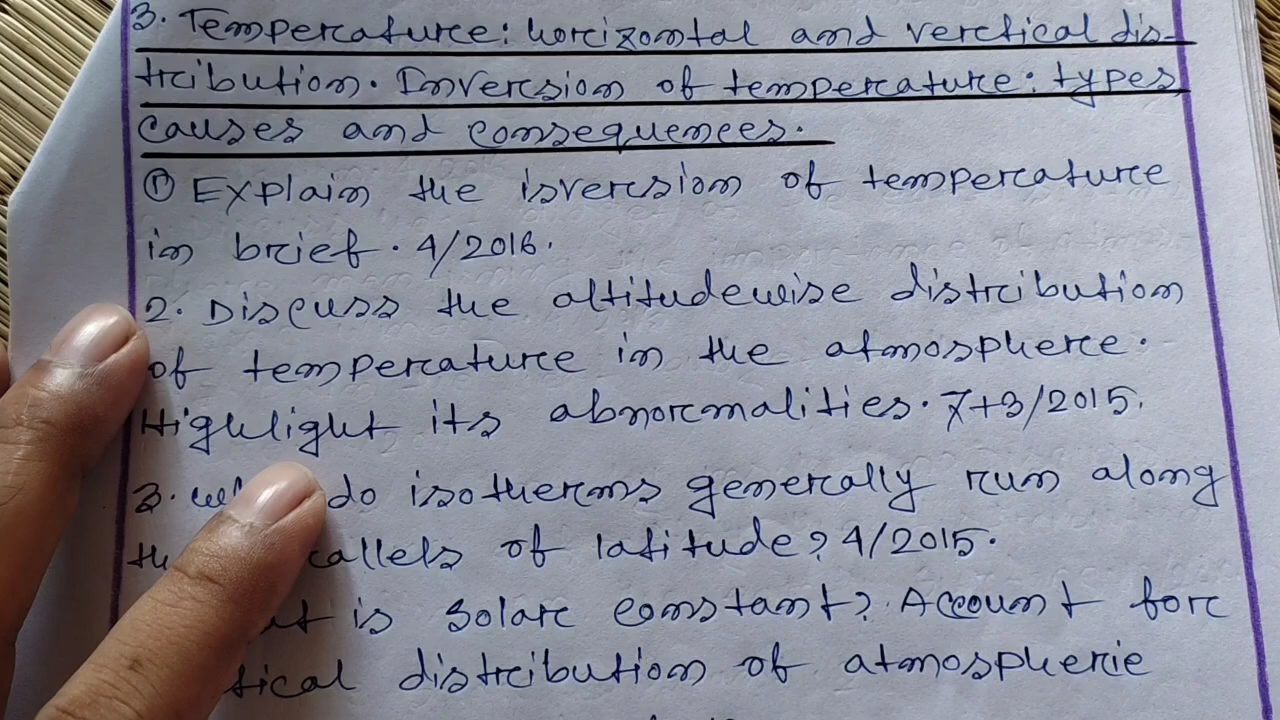 3. Temperature: horizontal and vertical dis-
tribution. Inversion of temperature: types
causes and consequences.
① Explain the isversion of temperature
in brief. 4/2016.
2. Discuss the altitudewise distribution
of temperature in the atmosphere.
Highlight its abnormalities. 7+3/2015.
3. do isotherms generally run along
of latitude? 4/2015.
is solar constant? Account for
distribution of atmospheric